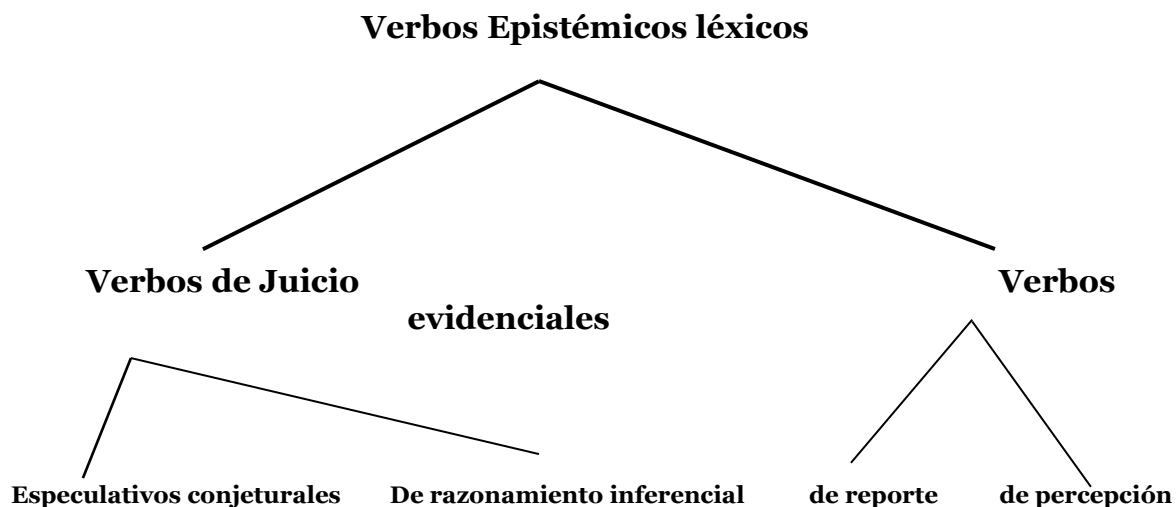 Verbos Epistémicos léxicos
Verbos de Juicio Verbos
evidenciales
Especulativos conjeturales De razonamiento inferencial de reporte de percepción